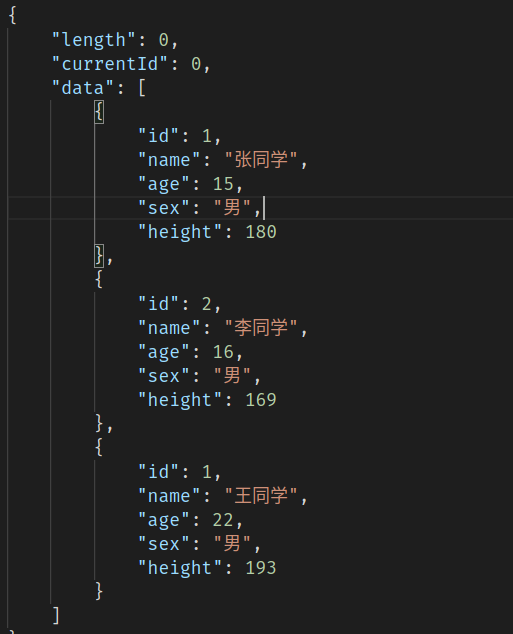 {
    "length": 0,
    "currentId": 0,
    "data": [
        {
            "id": 1,
            "name": "张同学",
            "age": 15,
            "sex": "男",
            "height": 180
        },
        {
            "id": 2,
            "name": "李同学",
            "age": 16,
            "sex": "男",
            "height": 169
        },
        {
            "id": 1,
            "name": "王同学",
            "age": 22,
            "sex": "男",
            "height": 193
        }
    ]